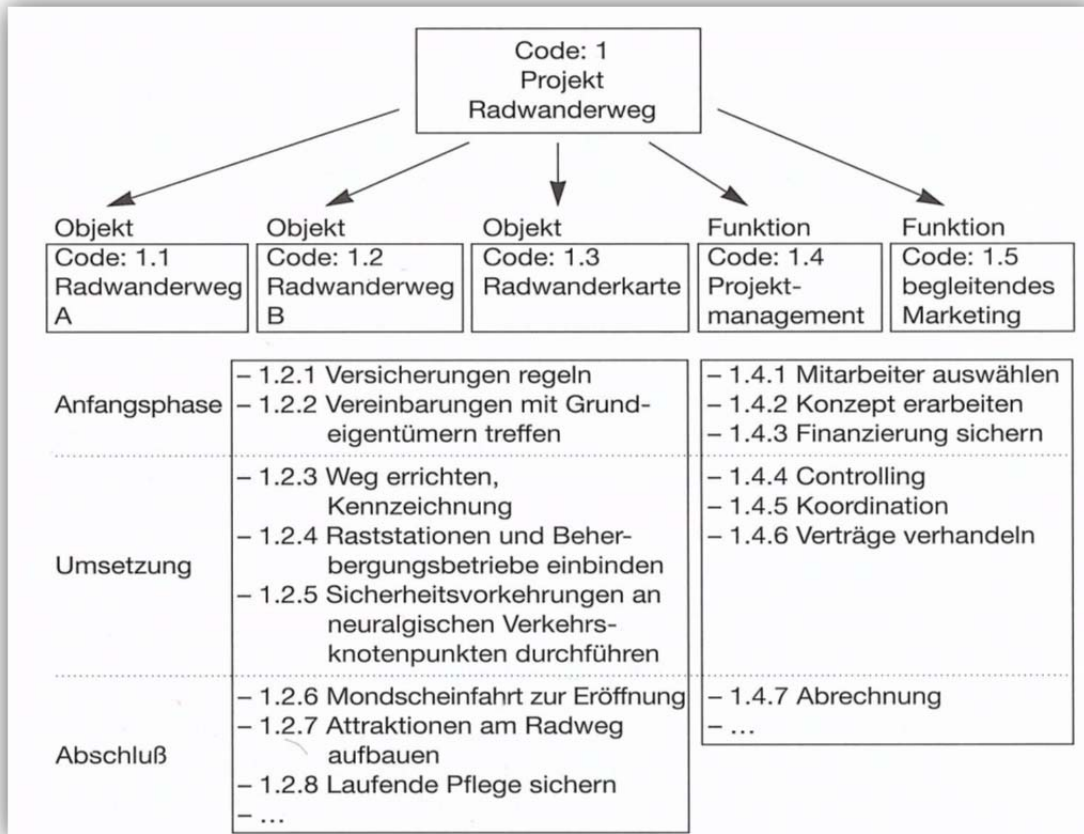 Code: 1
Projekt
Radwanderweg
Objekt
Code: 1.1
Radwanderweg
A
Objekt
Code: 1.2
Radwanderweg
B
Objekt
Code: 1.3
Radwanderkarte
Funktion
Code: 1.4
Projekt-
management
Funktion
Code: 1.5
begleitendes
Marketing
Anfangsphase
– 1.2.1 Versicherungen regeln
– 1.2.2 Vereinbarungen mit Grund-
eigentümern treffen
– 1.4.1 Mitarbeiter auswählen
– 1.4.2 Konzept erarbeiten
– 1.4.3 Finanzierung sichern
Umsetzung
– 1.2.3 Weg errichten,
Kennzeichnung
– 1.2.4 Raststationen und Beher-
bergungsbetriebe einbinden
– 1.2.5 Sicherheitsvorkehrungen an
neuralgischen Verkehrs-
knotenpunkten durchführen
– 1.4.4 Controlling
– 1.4.5 Koordination
– 1.4.6 Verträge verhandeln
Abschluß
– 1.2.6 Mondscheinfahrt zur Eröffnung
– 1.2.7 Attraktionen am Radweg
aufbauen
– 1.2.8 Laufende Pflege sichern
– ...
– 1.4.7 Abrechnung
– ...